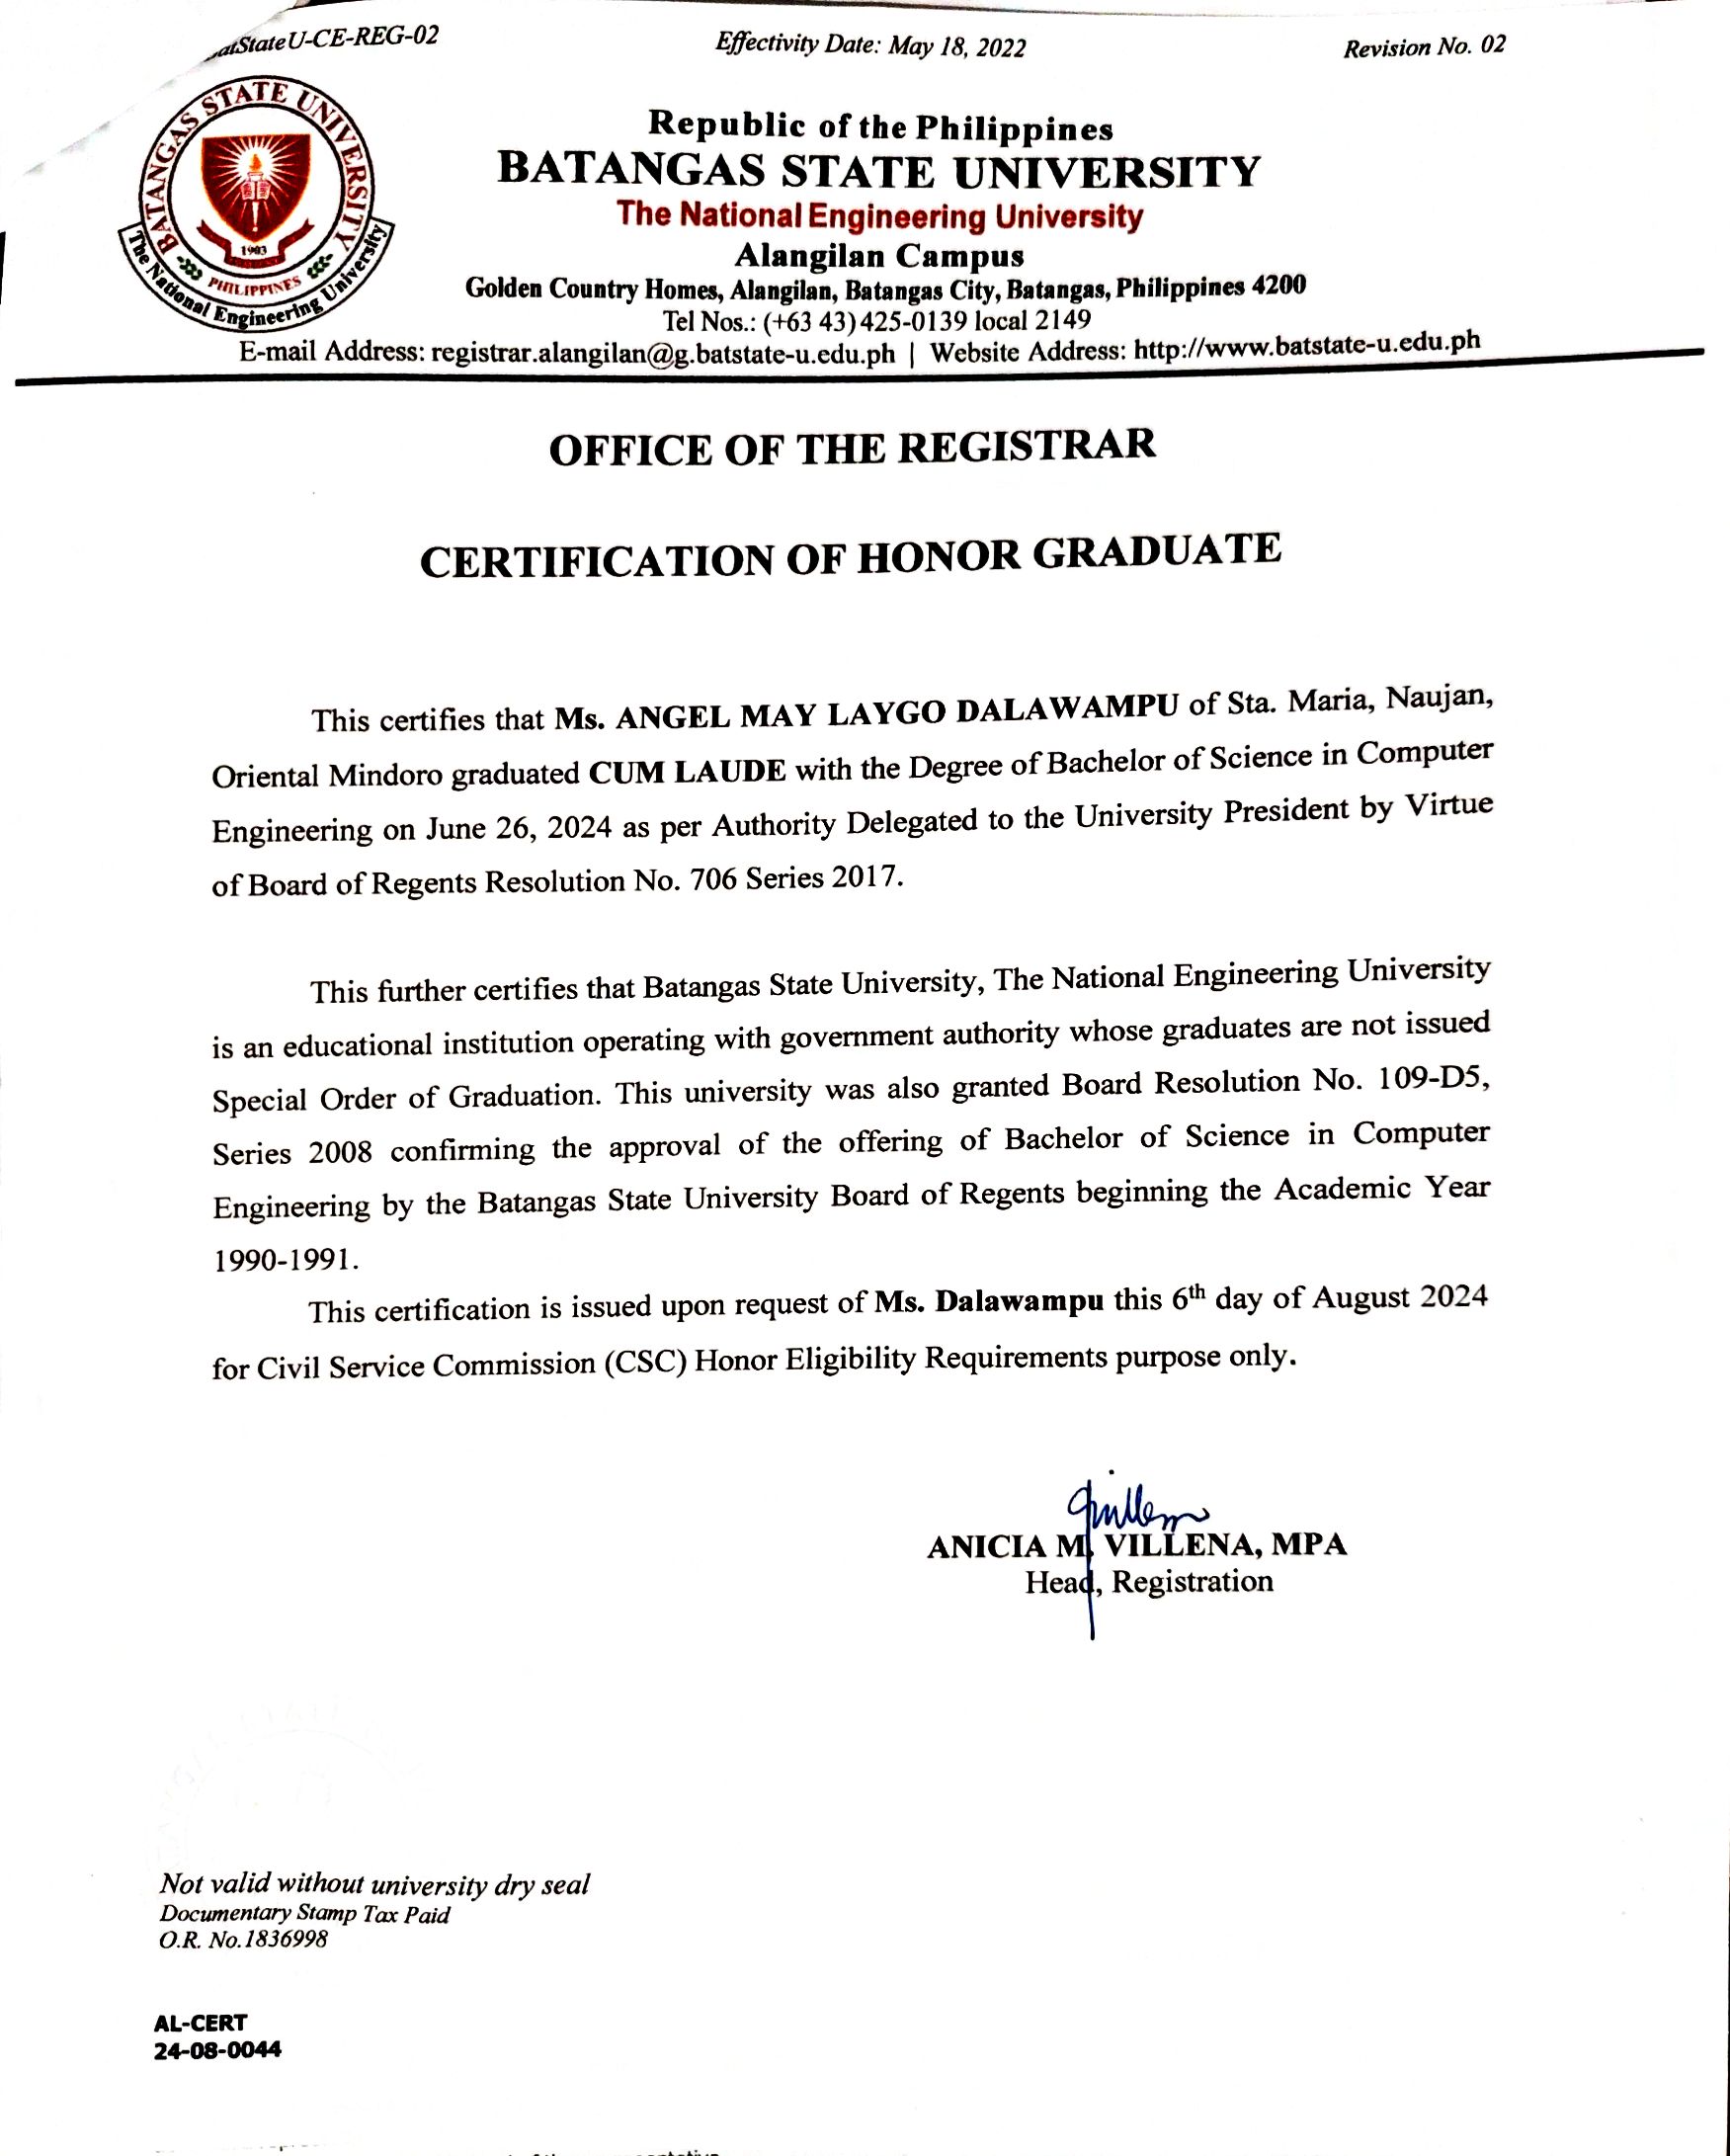 StateU-CE-REG-02 Effectivity Date: May 18, 2022 Revision No. 02
BATANGAS STATE UNIVERSITY
1903
PHILIPPINES
The National Engineering University
Republic of the Philippines
BATANGAS STATE UNIVERSITY
The National Engineering University
Alangilan Campus
Golden Country Homes, Alangilan, Batangas City, Batangas, Philippines 4200
Tel Nos.: (+63 43) 425-0139 local 2149
E-mail Address: registrar.alangilan@g.batstate-u.edu.ph | Website Address: http://www.batstate-u.edu.ph
OFFICE OF THE REGISTRAR
CERTIFICATION OF HONOR GRADUATE
This certifies that Ms. ANGEL MAY LAYGO DALAWAMPU of Sta. Maria, Naujan,
Oriental Mindoro graduated CUM LAUDE with the Degree of Bachelor of Science in Computer
Engineering on June 26, 2024 as per Authority Delegated to the University President by Virtue
of Board of Regents Resolution No. 706 Series 2017.
This further certifies that Batangas State University, The National Engineering University
is an educational institution operating with government authority whose graduates are not issued
Special Order of Graduation. This university was also granted Board Resolution No. 109-D5,
Series 2008 confirming the approval of the offering of Bachelor of Science in Computer
Engineering by the Batangas State University Board of Regents beginning the Academic Year
1990-1991.
This certification is issued upon request of Ms. Dalawampu this 6th day of August 2024
for Civil Service Commission (CSC) Honor Eligibility Requirements purpose only.
ANICIA M. VILLENA, MPA
Head, Registration
Not valid without university dry seal
Documentary Stamp Tax Paid
O.R. No.1836998
AL-CERT
24-08-0044